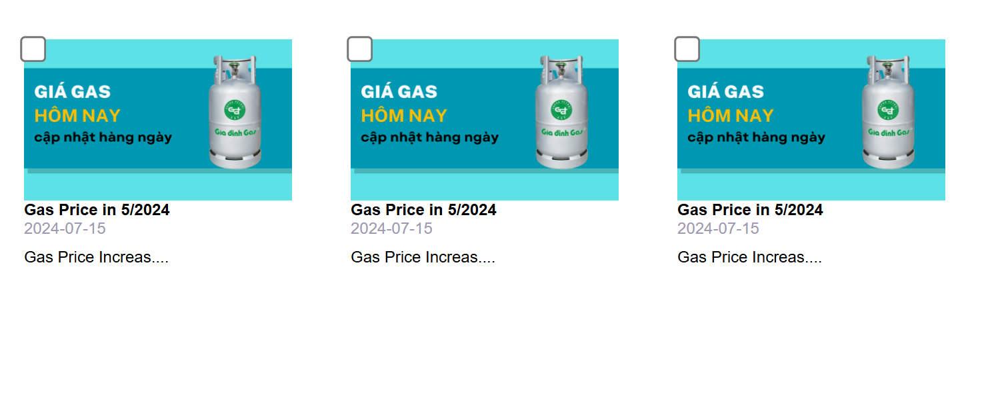 GIÁ GAS
HÔM NAY
cập nhật hàng ngày
Gia đình Gas
Gas Price in 5/2024
2024-07-15
Gas Price Increas....
GIÁ GAS
HÔM NAY
cập nhật hàng ngày
Gia đình Gas
Gas Price in 5/2024
2024-07-15
Gas Price Increas....
GIÁ GAS
HÔM NAY
cập nhật hàng ngày
Gia đình Gas
Gas Price in 5/2024
2024-07-15
Gas Price Increas....